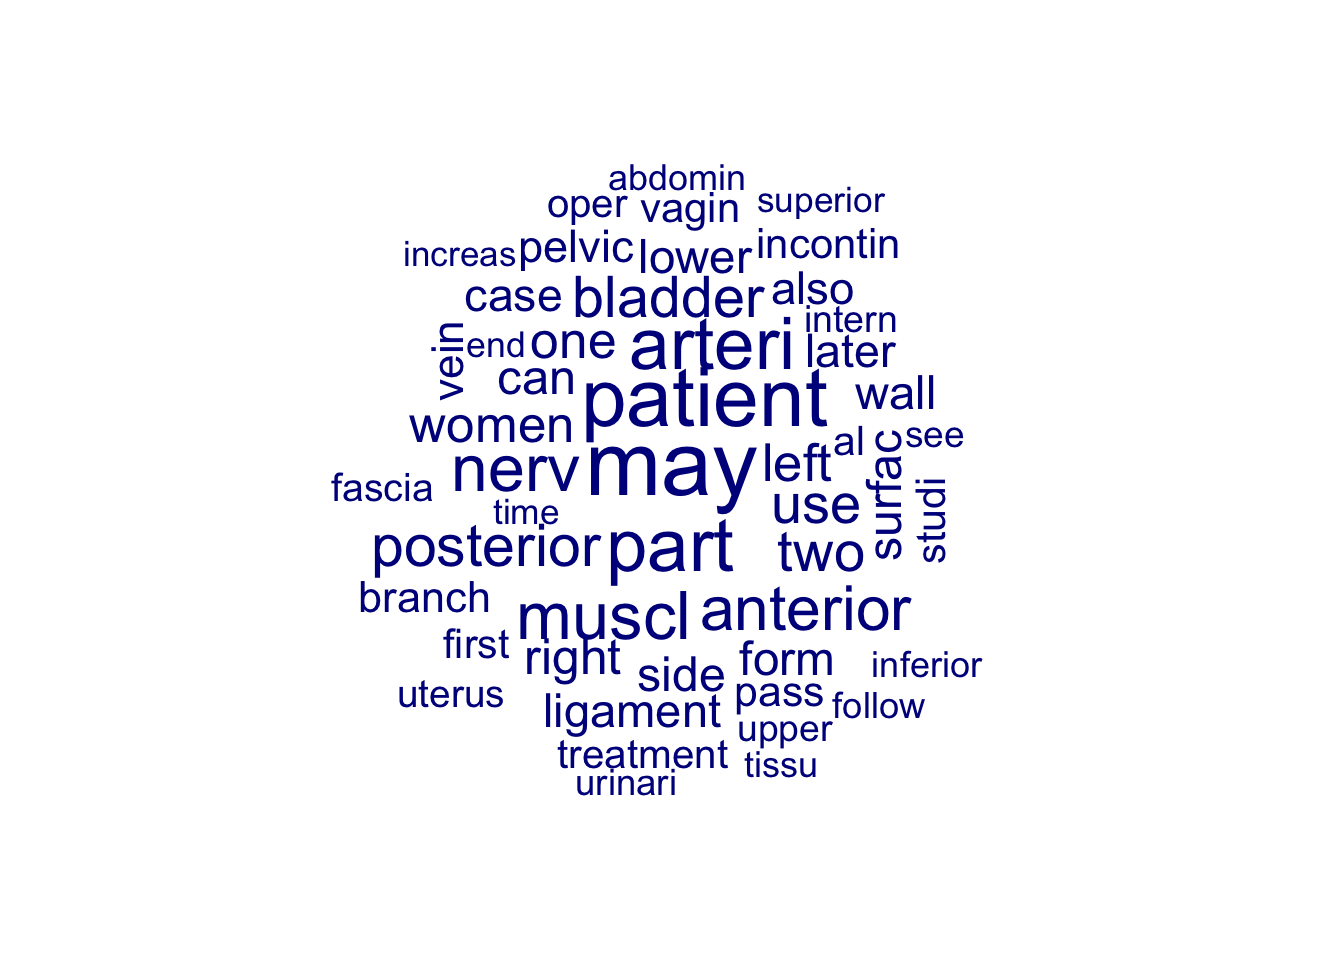 abdomin
oper vagin superior
increas pelvic lower incontin
case bladder also
vein end one arteri intern
later
can patient wall
women al see
nerv may left surfac
fascia time use studi
posterior part two
branch muscl anterior
first right side form inferior
uterus ligament pass follow
upper
treatment tissu
urinari